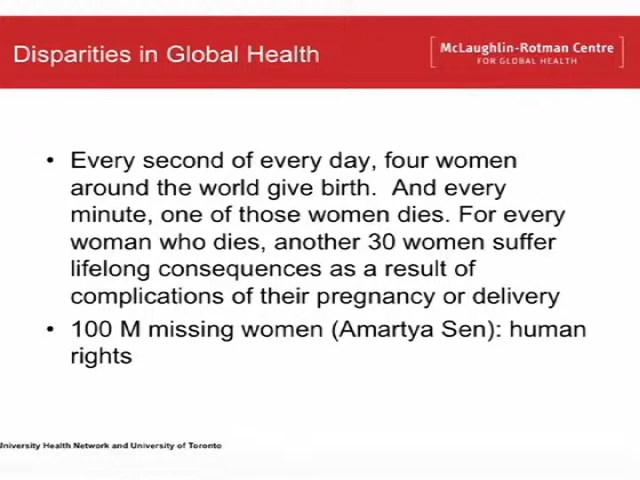 Disparities in Global Health
McLaughlin-Rotman Centre
FOR GLOBAL HEALTH
• Every second of every day, four women
around the world give birth.  And every
minute, one of those women dies. For every
woman who dies, another 30 women suffer
lifelong consequences as a result of
complications of their pregnancy or delivery
• 100 M missing women (Amartya Sen): human
rights
University Health Network and University of Toronto